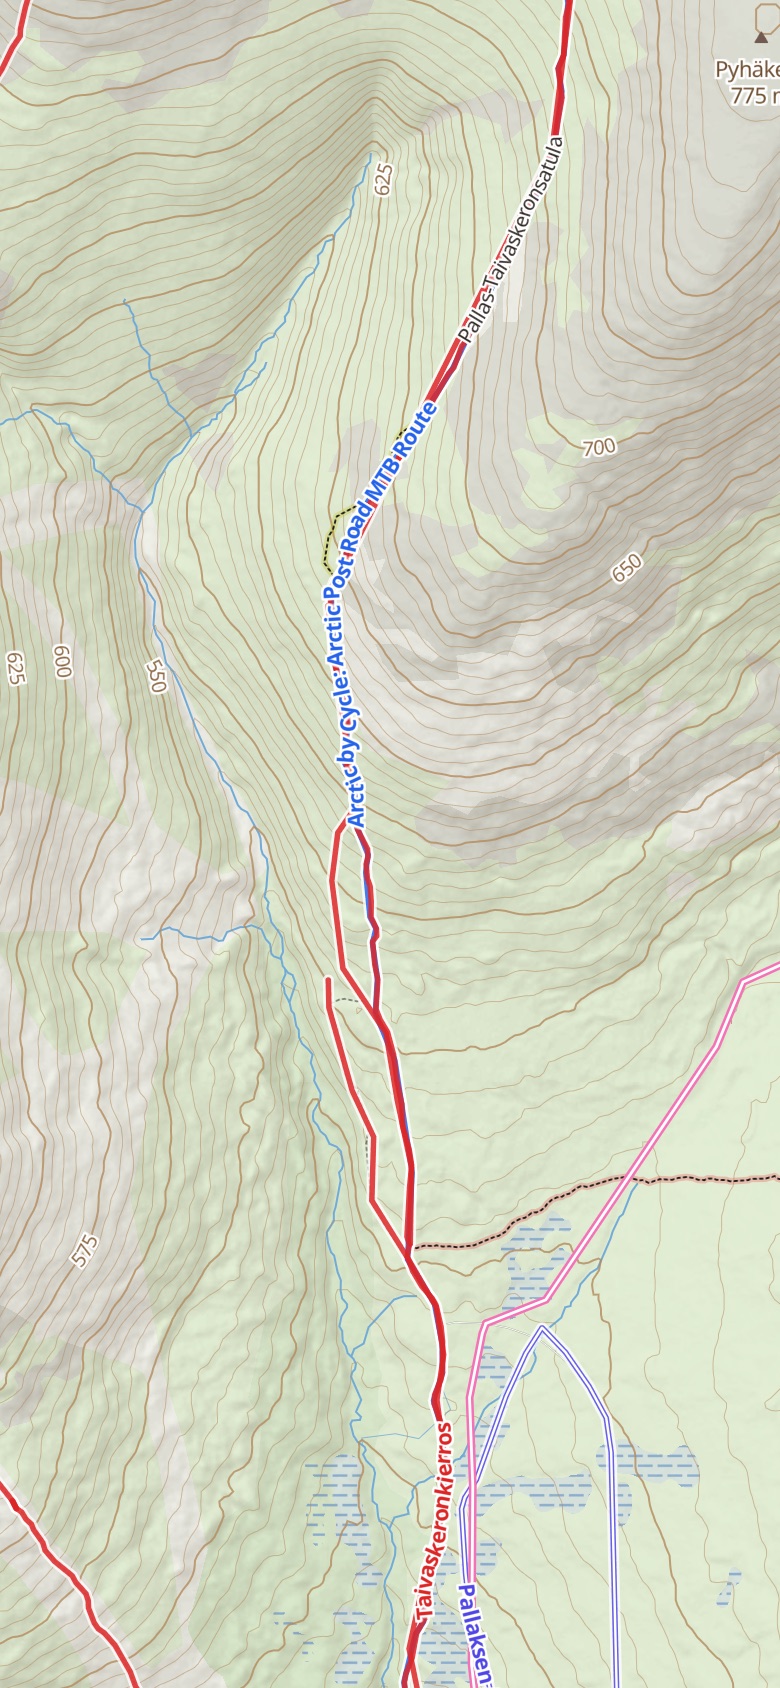 Pyhäke
775 m
625
Pallas-Taivaskeronsatula
700
Arctic by Cycle: Arctic Post Road MTB Route
650
625
600
550
575
Taivaskeronkierros
Pallaksen